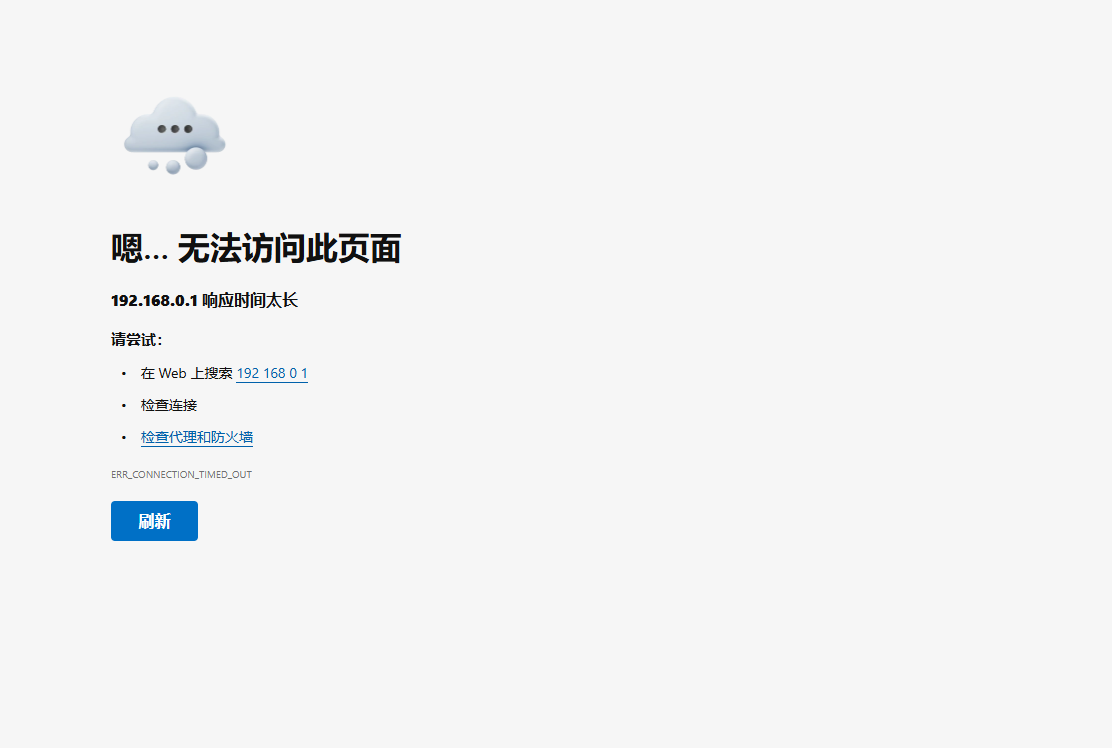 嗯… 无法访问此页面
192.168.0.1 响应时间太长
请尝试：
• 在 Web 上搜索 192 168 0 1
• 检查连接
• 检查代理和防火墙
ERR_CONNECTION_TIMED_OUT
刷新